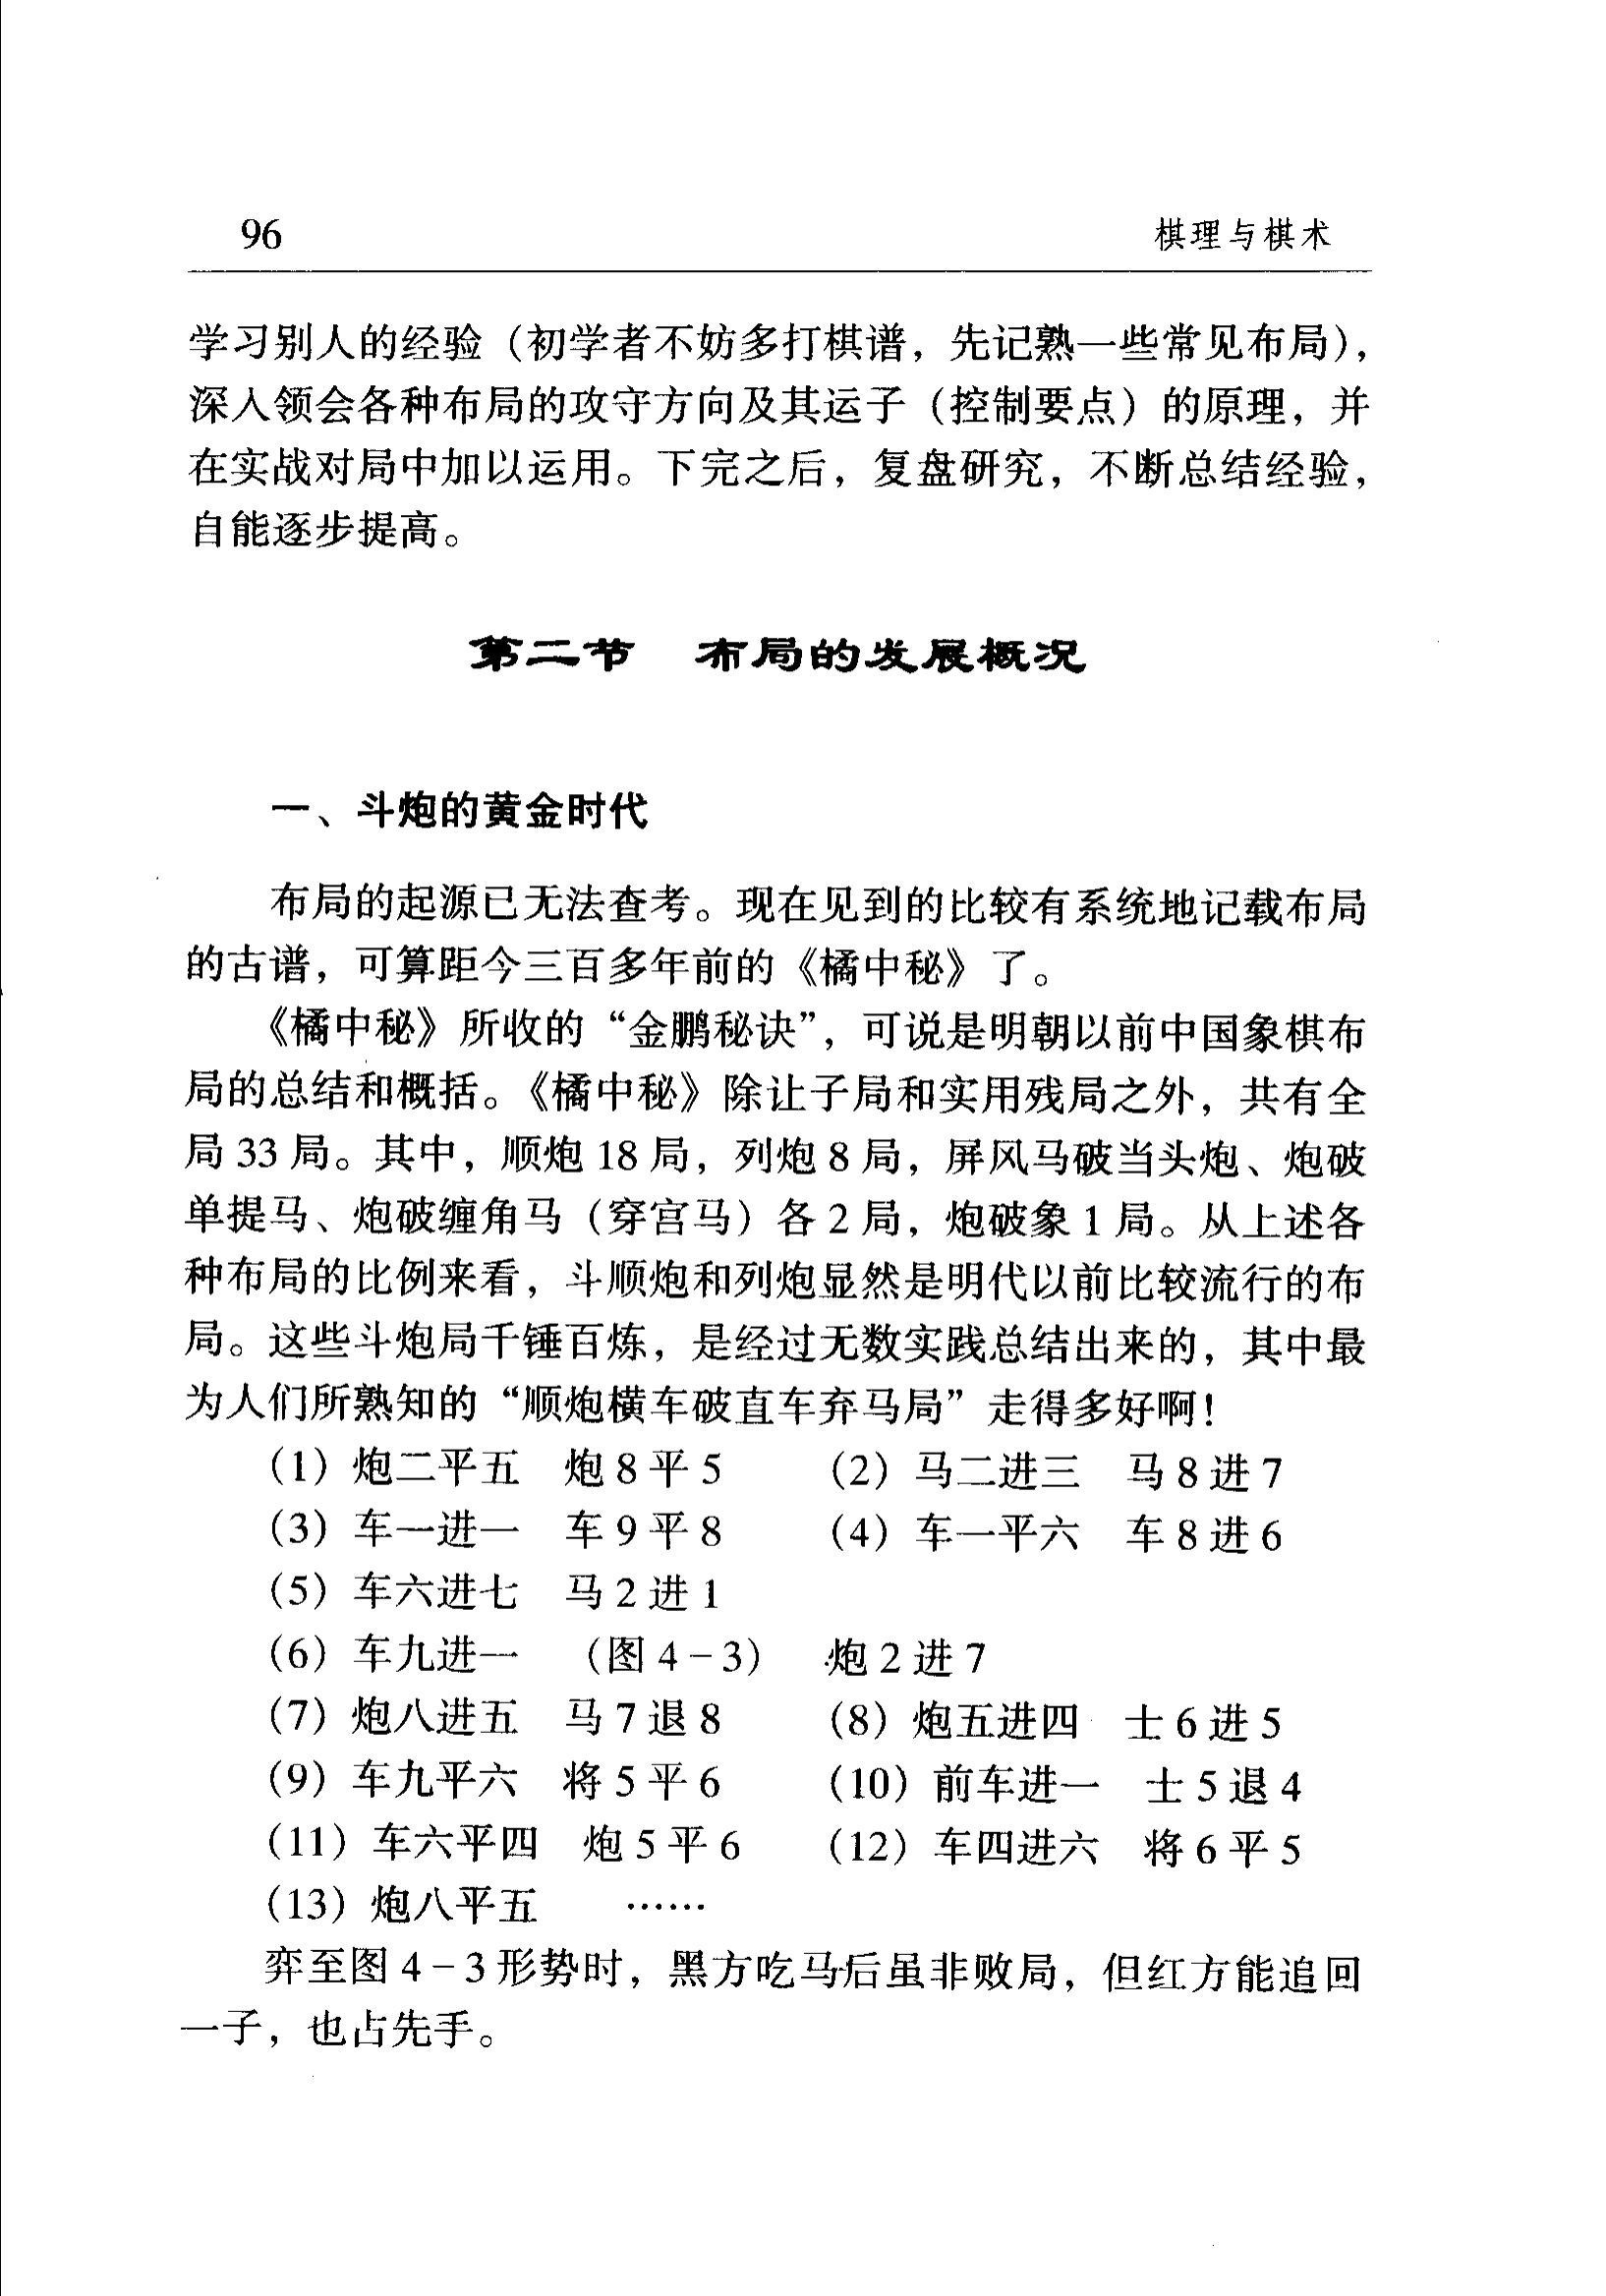 96 棋理与棋术
学习别人的经验（初学者不妨多打棋谱，先记熟一些常见布局），
深入领会各种布局的攻守方向及其运子（控制要点）的原理，并
在实战对局中加以运用。下完之后，复盘研究，不断总结经验，
自能逐步提高。
第二节 布局的发展概况
一、斗炮的黄金时代
布局的起源已无法查考。现在见到的比较有系统地记载布局
的古谱，可算距今三百多年前的《橘中秘》了。
《橘中秘》所收的“金鹏秘诀”，可说是明朝以前中国象棋布
局的总结和概括。《橘中秘》除让子局和实用残局之外，共有全
局 33 局。其中，顺炮 18 局，列炮 8 局，屏风马破当头炮、炮破
单提马、炮破缠角马（穿宫马）各 2 局，炮破象 1 局。从上述各
种布局的比例来看，斗顺炮和列炮显然是明代以前比较流行的布
局。这些斗炮局千锤百炼，是经过无数实践总结出来的，其中最
为人们所熟知的“顺炮横车破直车弃马局”走得多好啊！
（1）炮二平五 炮 8 平 5 （2）马二进三 马 8 进 7
（3）车一进一 车 9 平 8 （4）车一平六 车 8 进 6
（5）车六进七 马 2 进 1
（6）车九进一 （图 4－3） 炮 2 进 7
（7）炮八进五 马 7 退 8 （8）炮五进四 士 6 进 5
（9）车九平六 将 5 平 6 （10）前车进一 士 5 退 4
（11）车六平四 炮 5 平 6 （12）车四进六 将 6 平 5
（13）炮八平五 ……
弈至图 4－3 形势时，黑方吃马后虽非败局，但红方能追回
一子，也占先手。